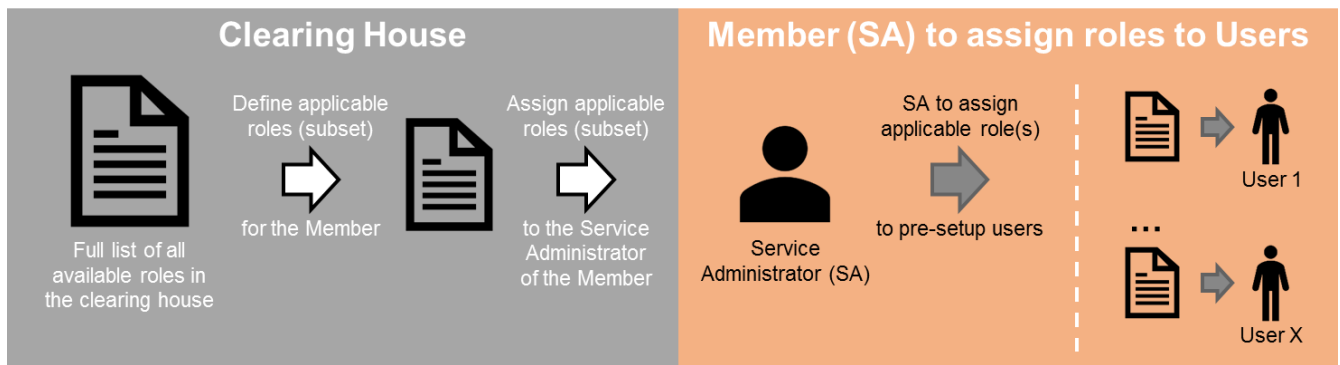 Clearing House
Full list of all
available roles in
the clearing house
Define applicable
roles (subset)
for the Member
Assign applicable
roles (subset)
to the Service
Administrator
of the Member
Member (SA) to assign roles to Users
Service
Administrator (SA)
SA to assign
applicable role(s)
to pre-setup users
User 1
...
User X